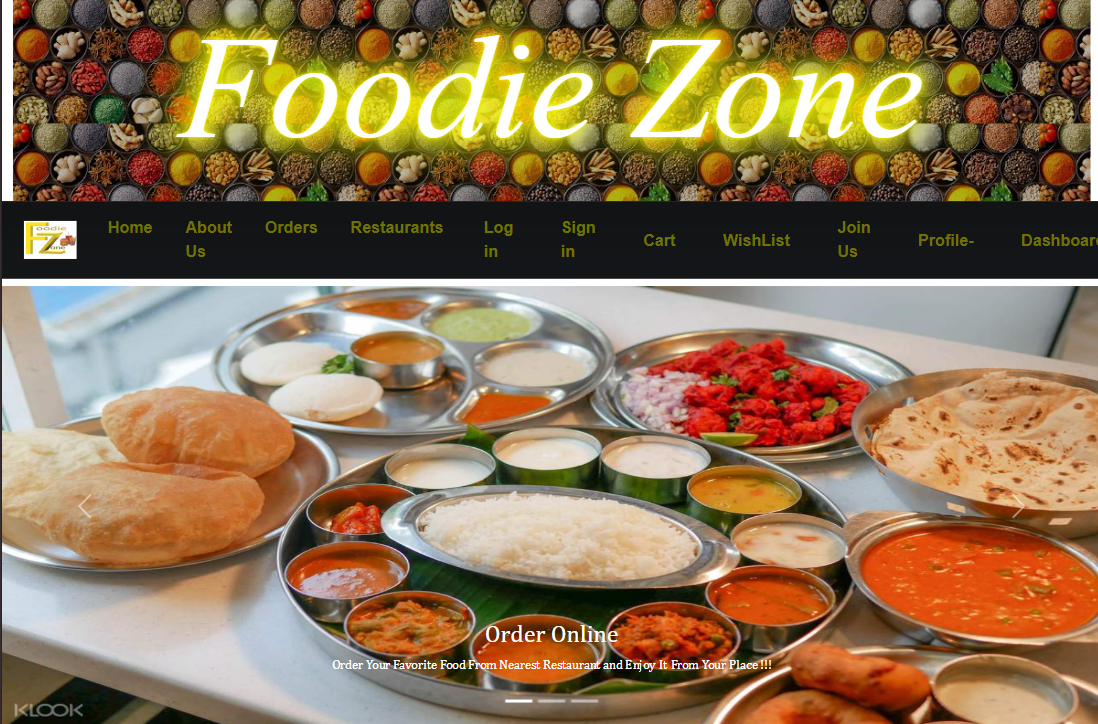 Foodie Zone
Foodie
Zone
Home About Us Orders Restaurants Log in Sign in Cart WishList Join Us Profile- Dashboar
Order Online
Order Your Favorite Food From Nearest Restaurant and Enjoy It From Your Place !!!
KLOOK